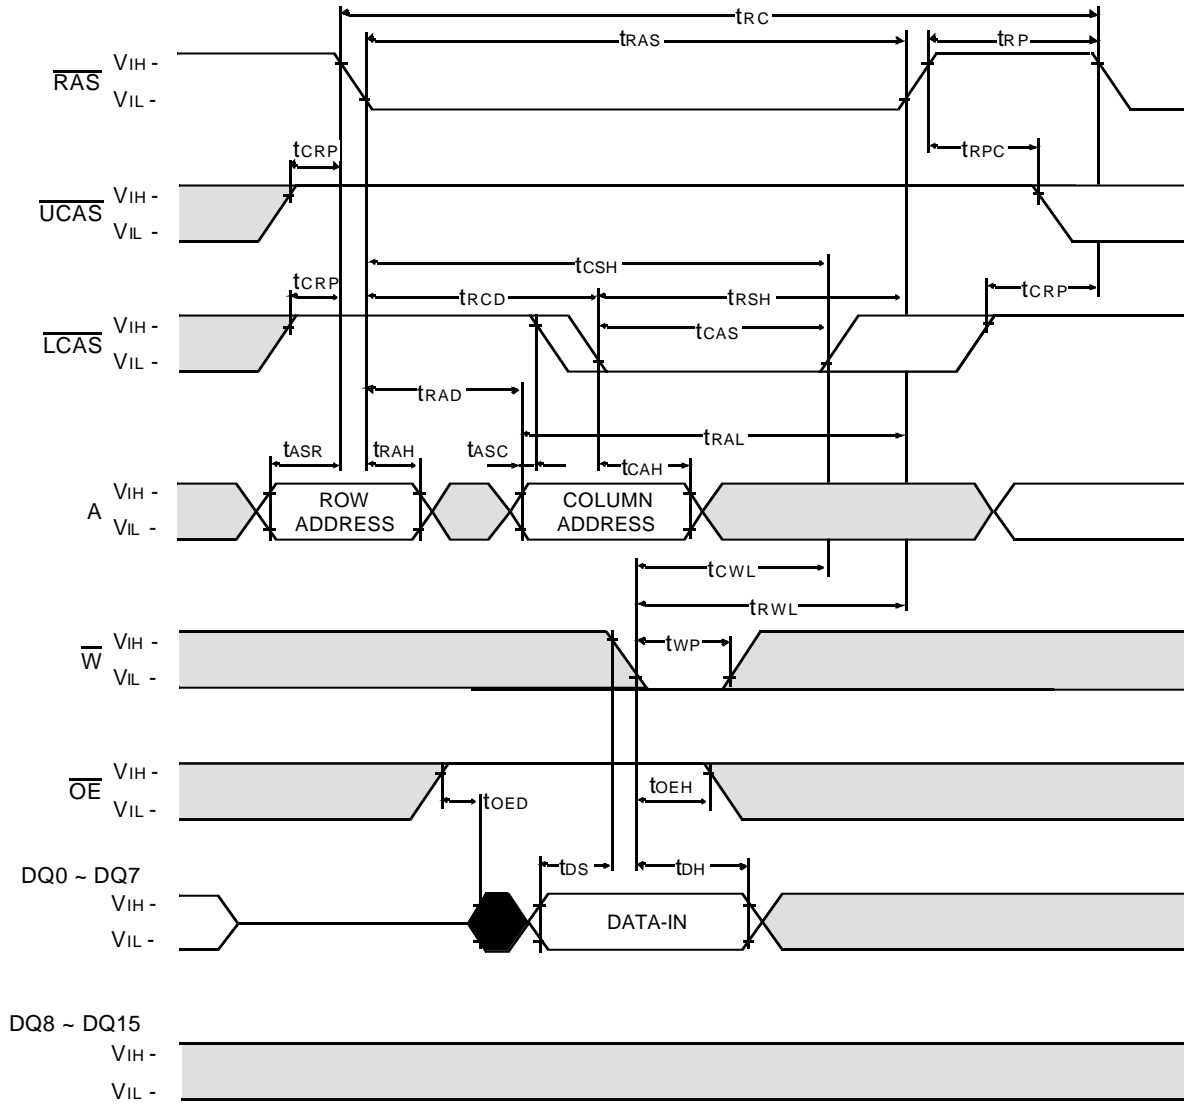 tRC
tRAS
tRP
RAS
VIH -
VIL -
tCRP
tRPC
UCAS
VIH -
VIL -
tCSH
tCRP
tRCD
tRSH
tCRP
LCAS
VIH -
VIL -
tCAS
tRAD
tRAL
tASR
tRAH
tASC
tCAH
A
VIH -
VIL -
ROW
ADDRESS
COLUMN
ADDRESS
tCWL
tRWL
W
VIH -
VIL -
tWP
OE
VIH -
VIL -
tOED
tOEH
tDS
tDH
DQ0 ~ DQ7
VIH -
VIL -
DATA-IN
DQ8 ~ DQ15
VIH -
VIL -